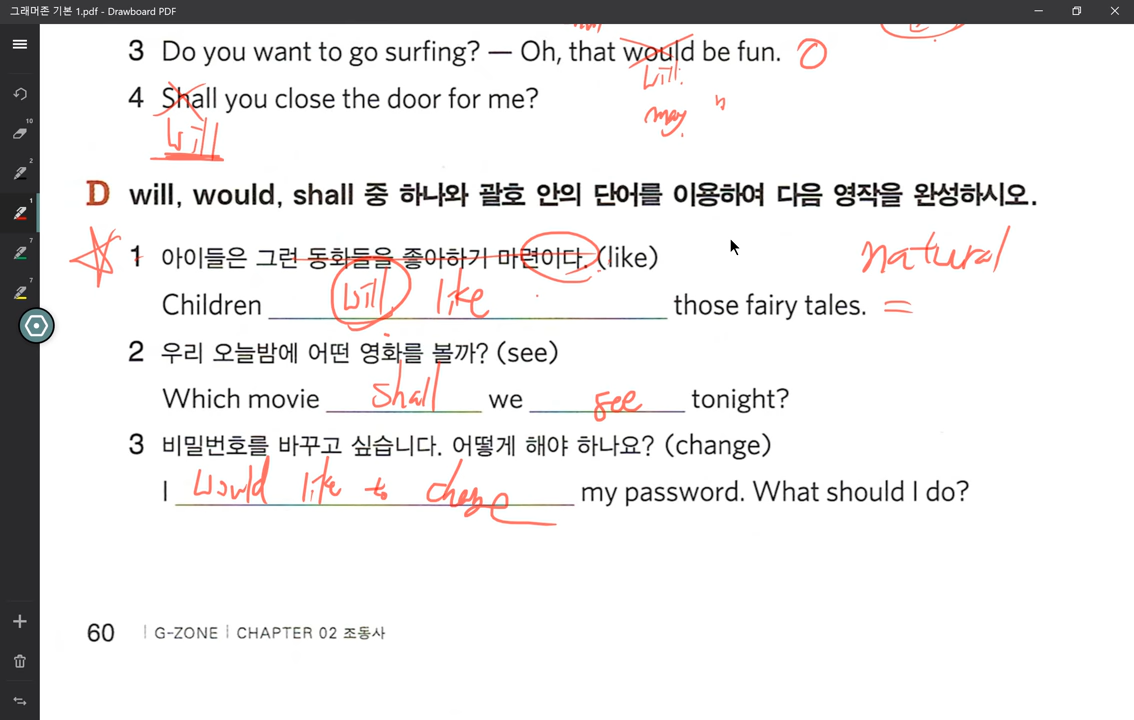 그래머존 기본 1.pdf - Drawboard PDF
3 Do you want to go surfing? — Oh, that would be fun. O
will
4 Shall you close the door for me?
may
will
D will, would, shall 중 하나와 괄호 안의 단어를 이용하여 다음 영작을 완성하시오.
1 아이들은 그런 동화들을 좋아하기 마련이다. (like) natural
Children will like those fairy tales. =
2 우리 오늘밤에 어떤 영화를 볼까? (see)
Which movie shall we see tonight?
3 비밀번호를 바꾸고 싶습니다. 어떻게 해야 하나요? (change)
I would like to change my password. What should I do?
60 | G-ZONE | CHAPTER 02 조동사
10
2
1
7
7